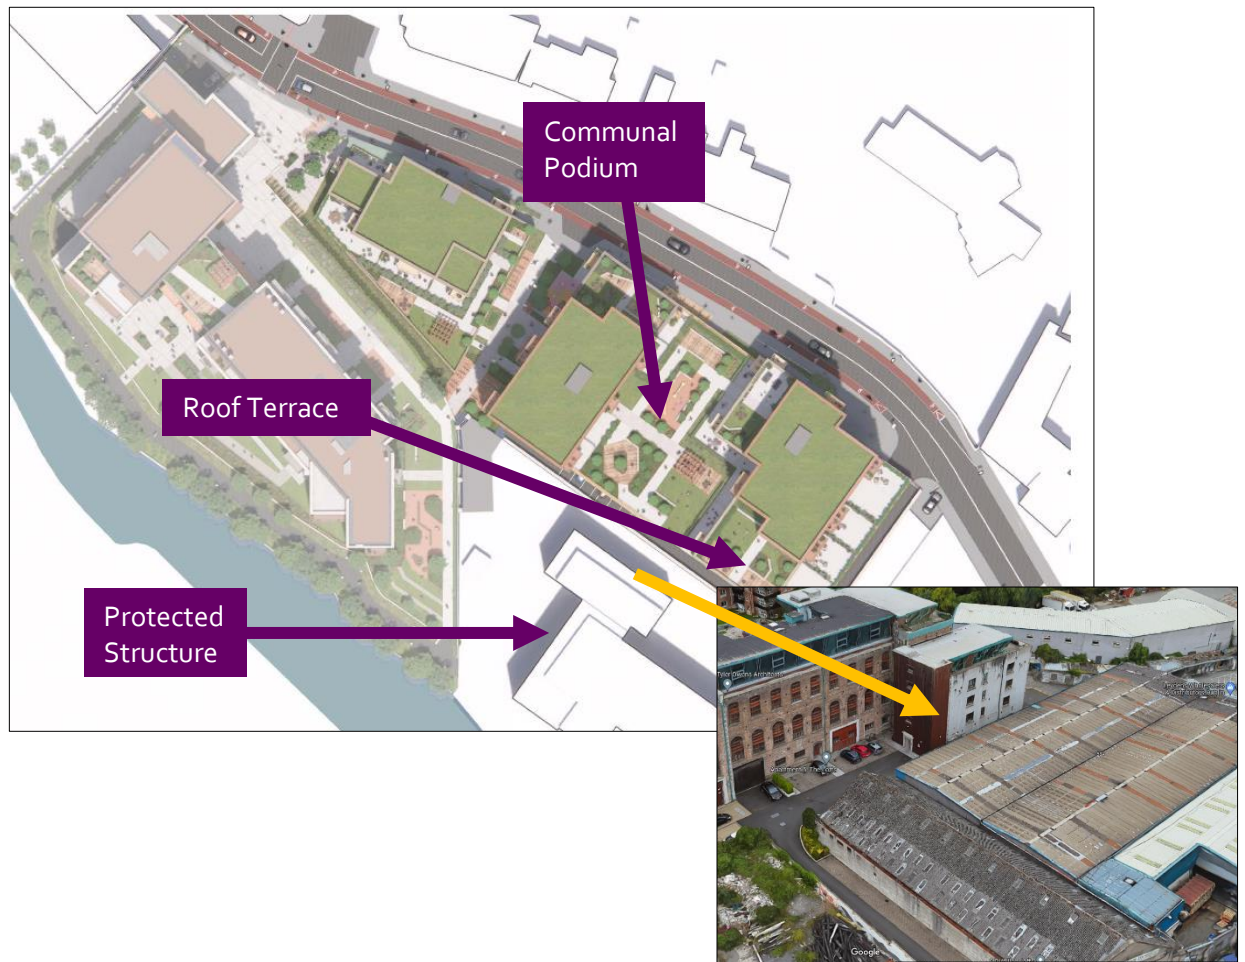 Communal
Podium
Roof Terrace
Protected
Structure
Google